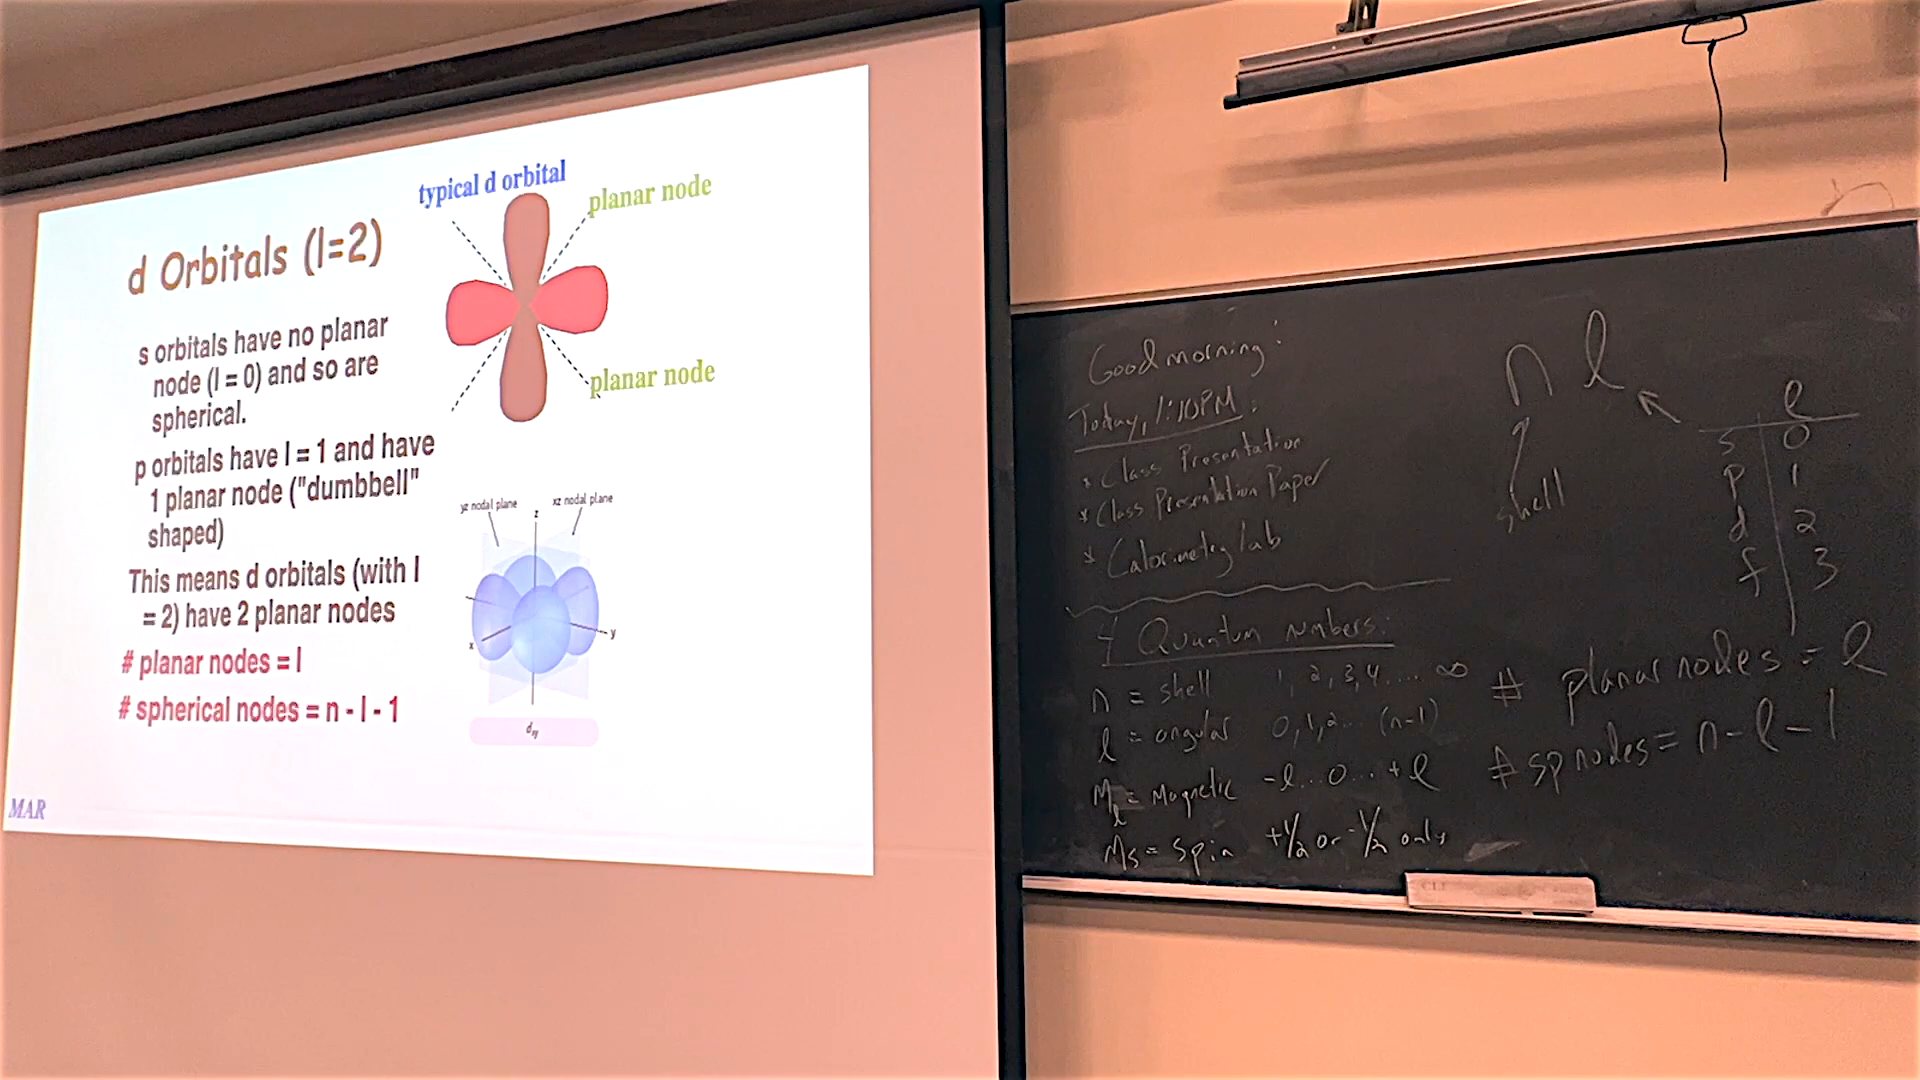 typical d orbital
planar node
d Orbitals (l=2)
s orbitals have no planar
node (l = 0) and so are
spherical.
planar node
p orbitals have l = 1 and have
1 planar node ("dumbbell"
shaped)
yz nodal plane
xz nodal plane
z
This means d orbitals (with l
= 2) have 2 planar nodes
y
x
# planar nodes = l
# spherical nodes = n - l - 1
dxy
MAR
Good morning!
Today, 1:10PM:
* Class Presentation
* Class Presentation Paper
* Calorimetry lab
4 Quantum numbers:
n = shell 1, 2, 3, 4 .... ∞
l = angular 0, 1, 2... (n-1)
Ml = Magnetic -l...0...+l
Ms = spin +1/2 or -1/2 only
n l
shell
l
s 0
p 1
d 2
f 3
# planar nodes = l
# sp nodes = n - l - 1